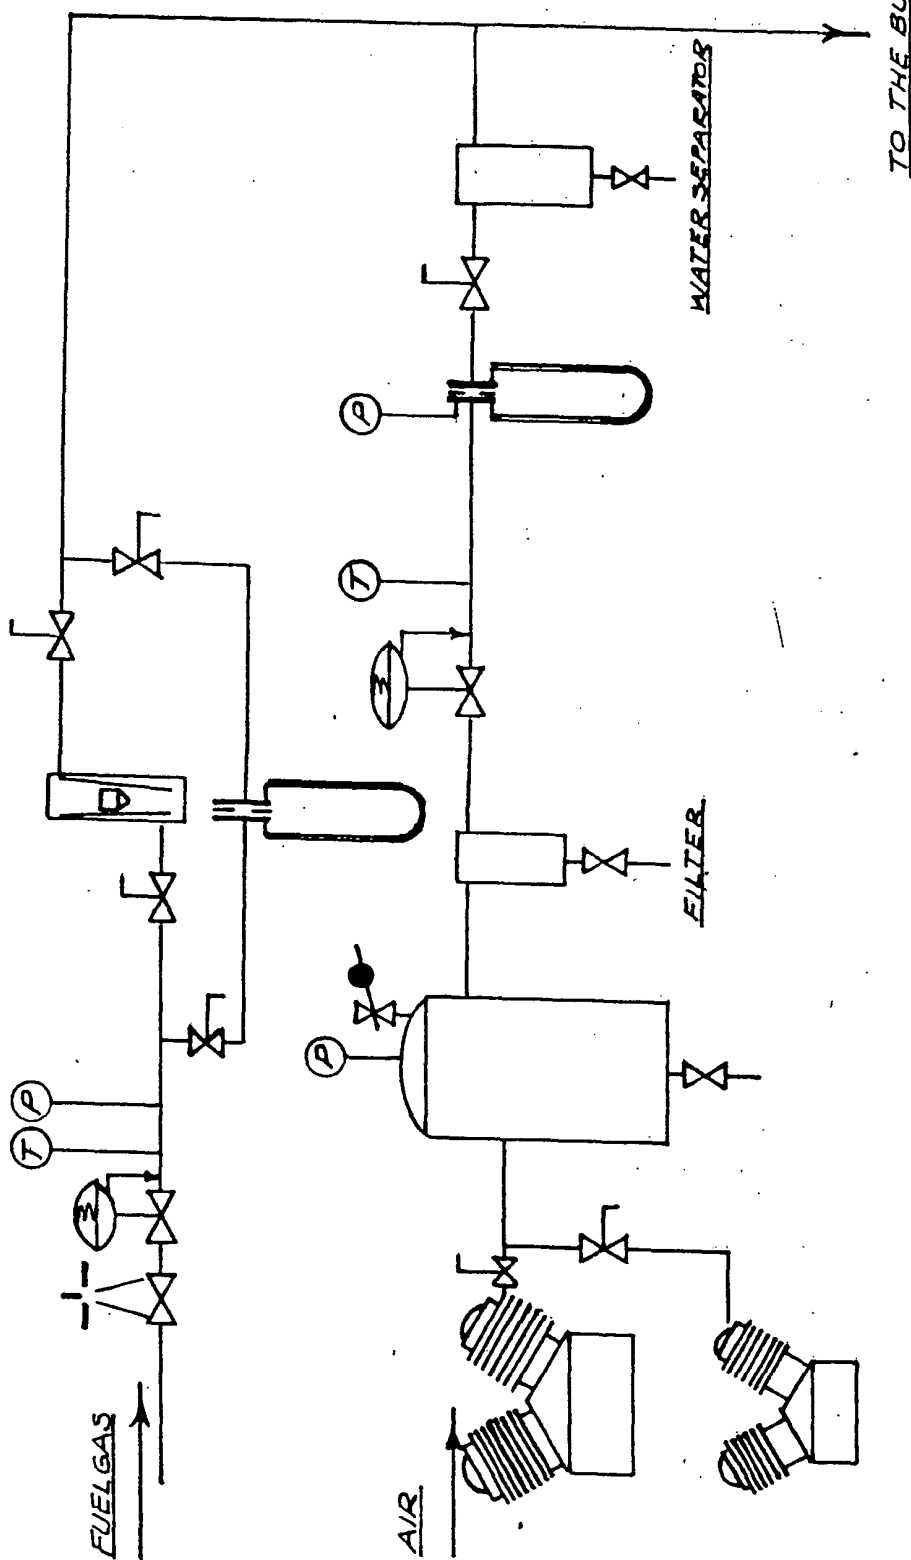 FUELGAS
T
P
P
T
P
AIR
FILTER
WATER SEPARATOR
TO THE BU